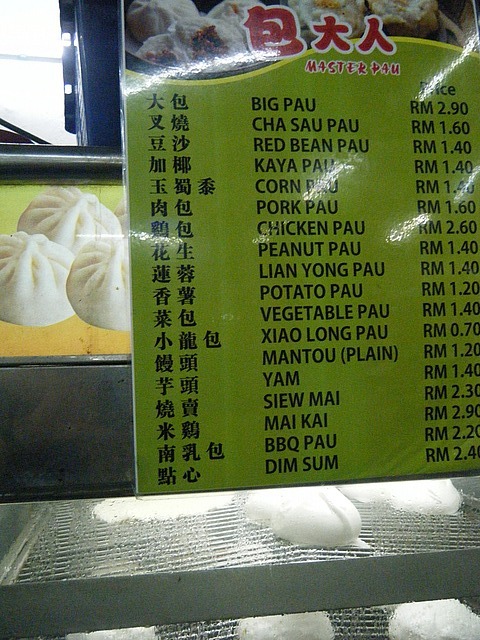 包大人
MASTER PAU
Price
大包 BIG PAU RM 2.90
叉燒 CHA SAU PAU RM 1.60
豆沙 RED BEAN PAU RM 1.40
加椰 KAYA PAU RM 1.40
玉蜀黍 CORN PAU RM 1.40
肉包 PORK PAU RM 1.60
鷄包 CHICKEN PAU RM 2.60
花生 PEANUT PAU RM 1.40
蓮蓉 LIAN YONG PAU RM 1.40
香薯 POTATO PAU RM 1.20
菜包 VEGETABLE PAU RM 1.40
小龍包 XIAO LONG PAU RM 0.70
饅頭 MANTOU (PLAIN) RM 1.20
芋頭 YAM RM 1.40
燒賣 SIEW MAI RM 2.30
米鷄 MAI KAI RM 2.90
南乳包 BBQ PAU RM 2.20
點心 DIM SUM RM 2.40